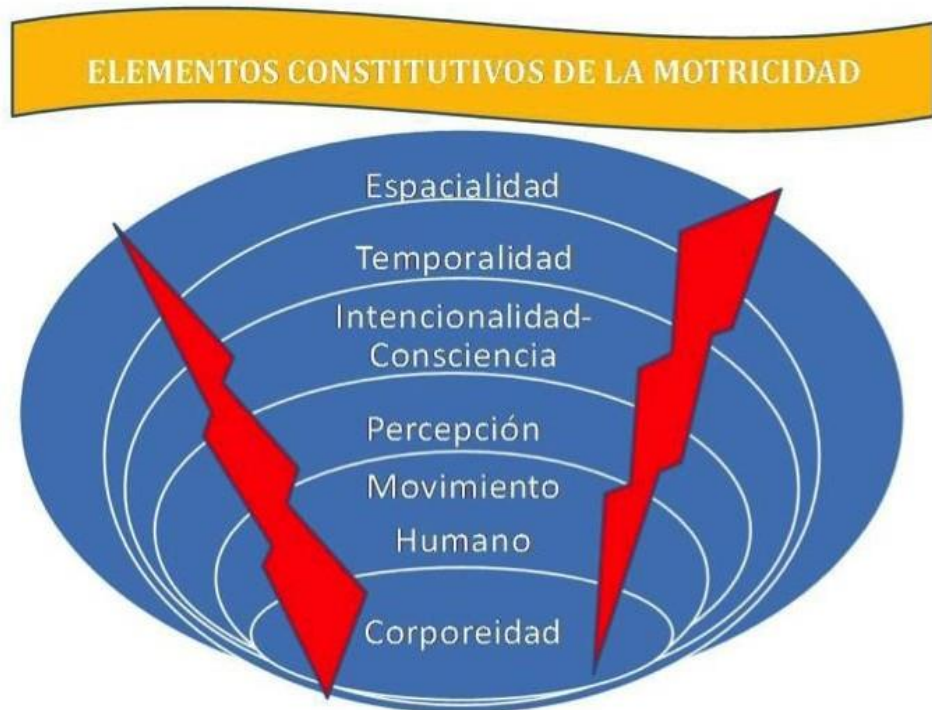 ELEMENTOS CONSTITUTIVOS DE LA MOTRICIDAD
Espacialidad
Temporalidad
Intencionalidad-
Consciencia
Percepción
Movimiento
Humano
Corporeidad